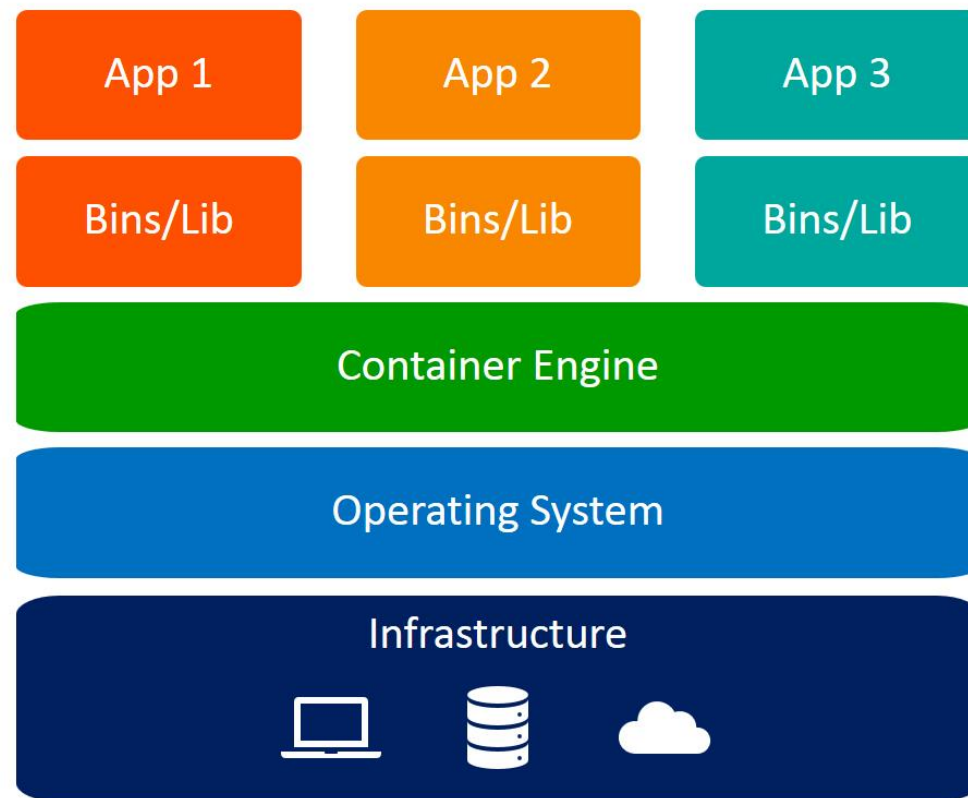 App 1
App 2
App 3
Bins/Lib
Bins/Lib
Bins/Lib
Container Engine
Operating System
Infrastructure